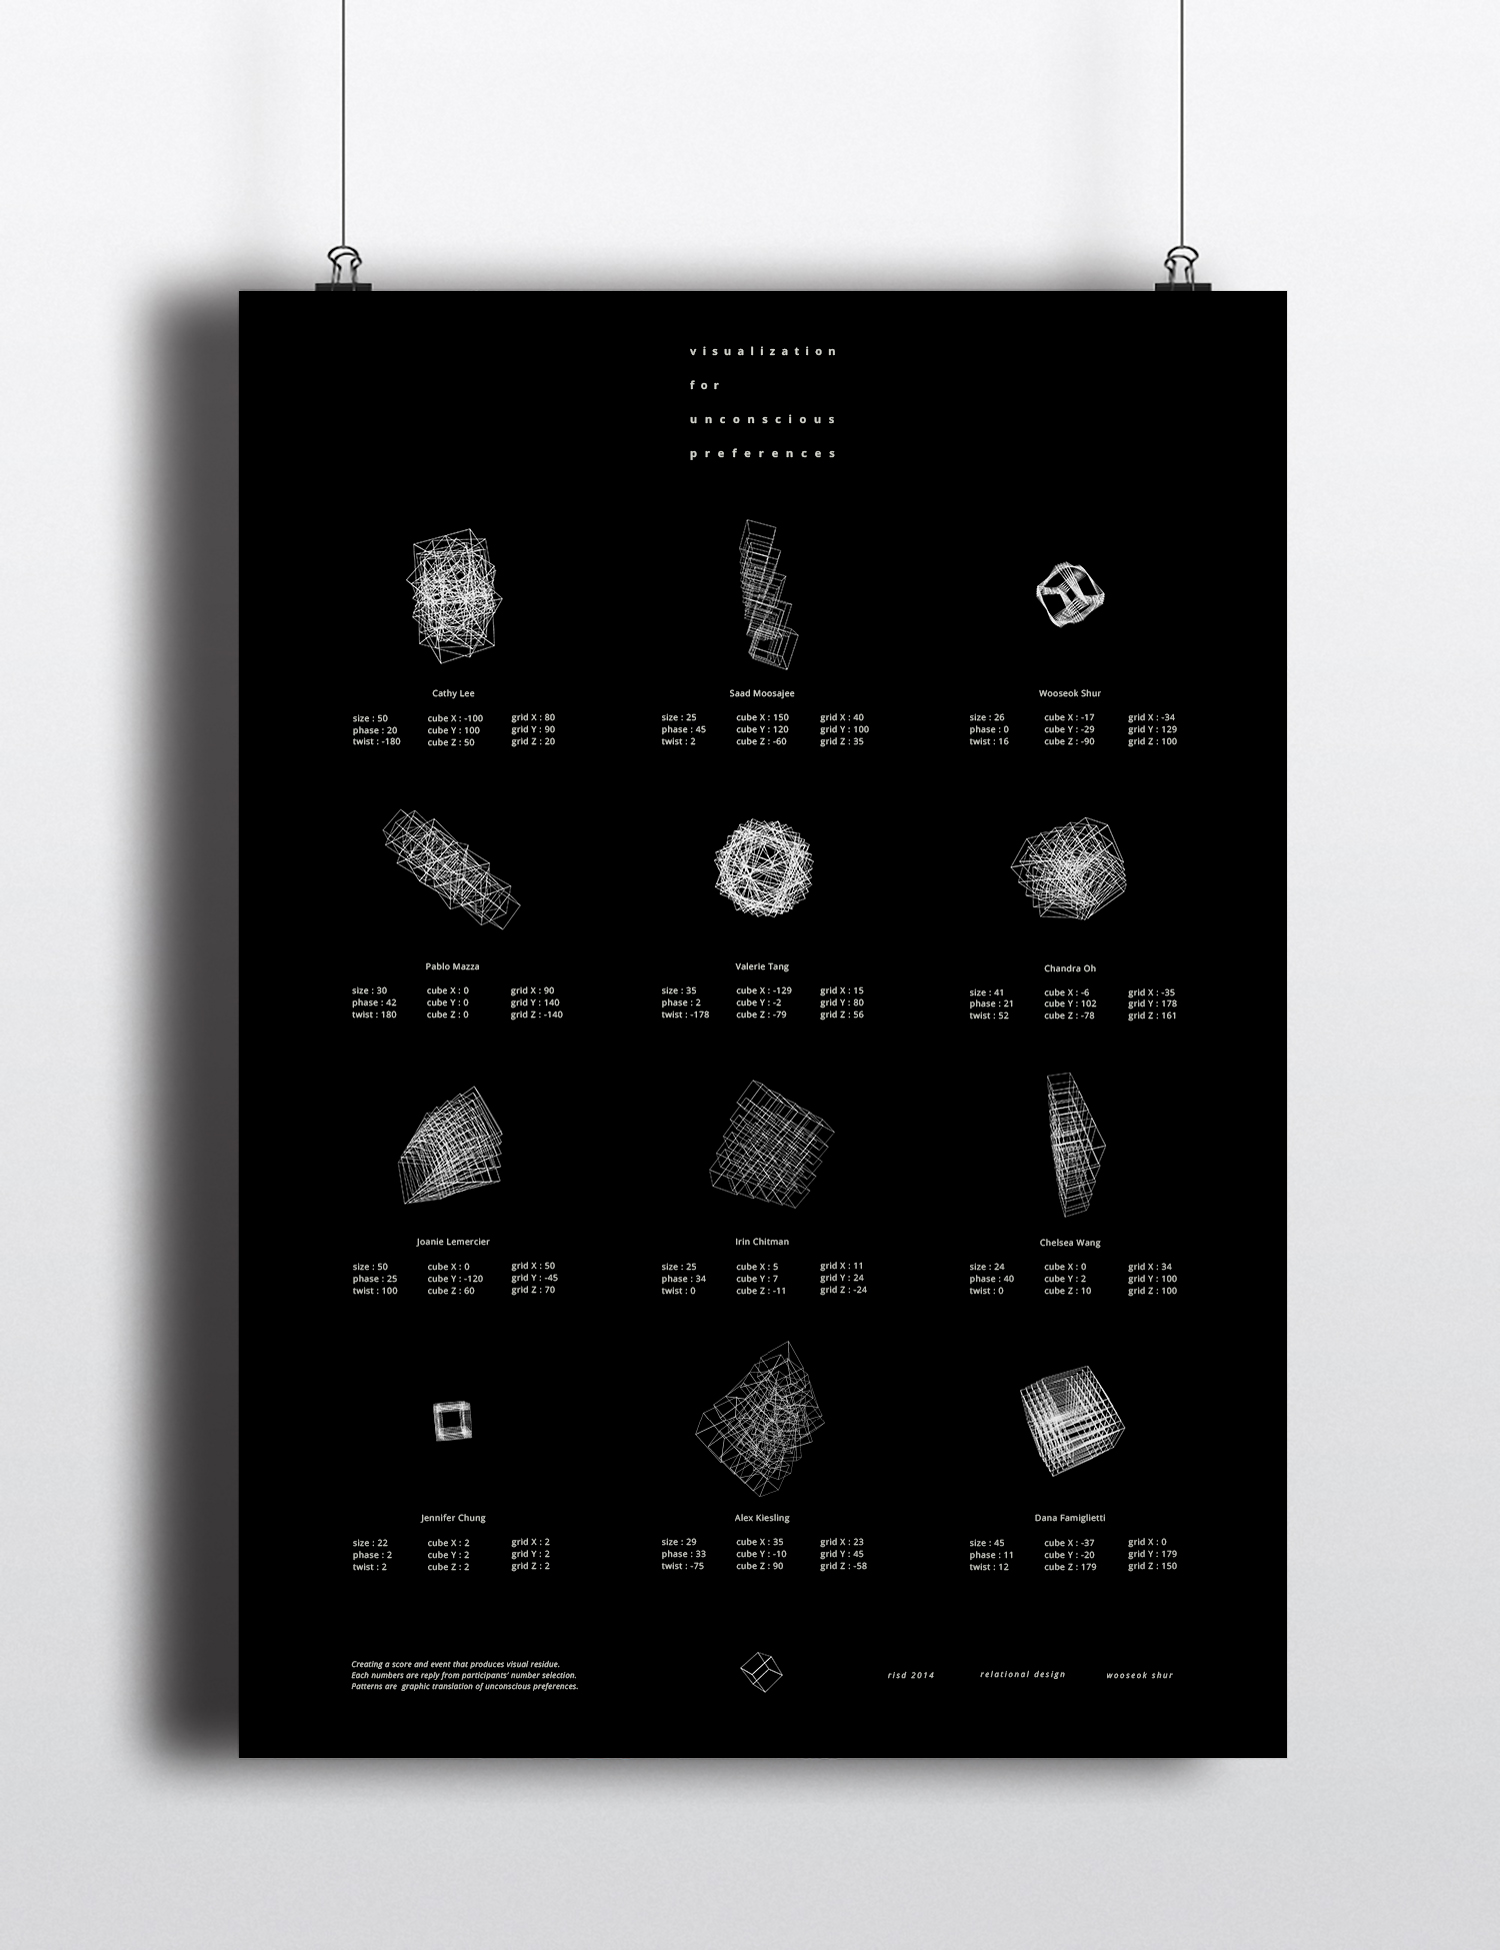 visualization
for
unconscious
preferences
Cathy Lee
size : 50
phase : 20
twist : -180
cube X : -100
cube Y : 100
cube Z : 50
grid X : 80
grid Y : 90
grid Z : 20
Saad Moosajee
size : 25
phase : 45
twist : 2
cube X : 150
cube Y : 120
cube Z : -60
grid X : 40
grid Y : 100
grid Z : 35
Wooseok Shur
size : 26
phase : 0
twist : 16
cube X : -17
cube Y : -29
cube Z : -90
grid X : -34
grid Y : 129
grid Z : 100
Pablo Mazza
size : 30
phase : 42
twist : 180
cube X : 0
cube Y : 0
cube Z : 0
grid X : 90
grid Y : 140
grid Z : -140
Valerie Tang
size : 35
phase : 2
twist : -178
cube X : -129
cube Y : -2
cube Z : -79
grid X : 15
grid Y : 80
grid Z : 56
Chandra Oh
size : 41
phase : 21
twist : 52
cube X : -6
cube Y : 102
cube Z : -78
grid X : -35
grid Y : 178
grid Z : 161
Joanie Lemercier
size : 50
phase : 25
twist : 100
cube X : 0
cube Y : -120
cube Z : 60
grid X : 50
grid Y : -45
grid Z : 70
Irin Chitman
size : 25
phase : 34
twist : 0
cube X : 5
cube Y : 7
cube Z : -11
grid X : 11
grid Y : 24
grid Z : -24
Chelsea Wang
size : 24
phase : 40
twist : 0
cube X : 0
cube Y : 2
cube Z : 10
grid X : 34
grid Y : 100
grid Z : 100
Jennifer Chung
size : 22
phase : 2
twist : 2
cube X : 2
cube Y : 2
cube Z : 2
grid X : 2
grid Y : 2
grid Z : 2
Alex Kiesling
size : 29
phase : 33
twist : -75
cube X : 35
cube Y : -10
cube Z : 90
grid X : 23
grid Y : 45
grid Z : -58
Dana Famiglietti
size : 45
phase : 11
twist : 12
cube X : -37
cube Y : -20
cube Z : 179
grid X : 0
grid Y : 179
grid Z : 150
Creating a score and event that produces visual residue.
Each numbers are reply from participants' number selection.
Patterns are graphic translation of unconscious preferences.
risd 2014
relational design
wooseok shur